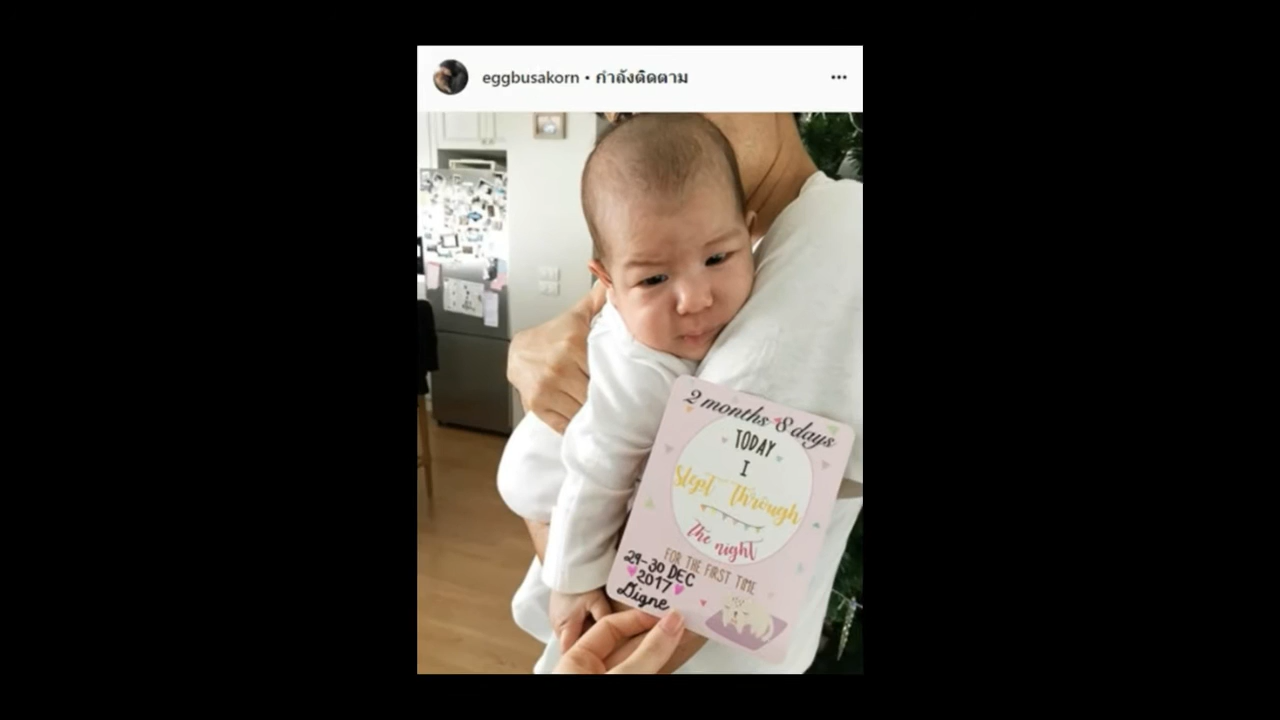 eggbusakorn • กำลังติดตาม
2 months 8 days
TODAY
I
Slept through
the night
FOR THE FIRST TIME
29-30 DEC
2017
Signe